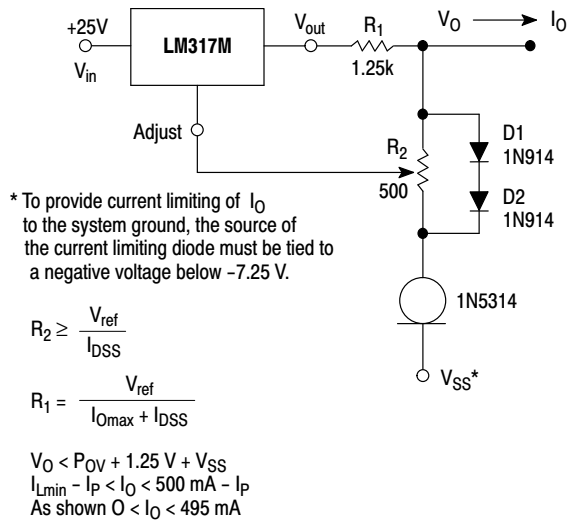 +25V
V_in
LM317M
V_out
R_1
1.25k
V_O
I_O
Adjust
R_2
500
D1
1N914
D2
1N914
* To provide current limiting of I_O
to the system ground, the source of
the current limiting diode must be tied to
a negative voltage below −7.25 V.
1N5314
V_SS*
R_2 ≥ V_ref / I_DSS
R_1 = V_ref / I_Omax + I_DSS
V_O < P_OV + 1.25 V + V_SS
I_Lmin − I_P < I_O < 500 mA − I_P
As shown O < I_O < 495 mA